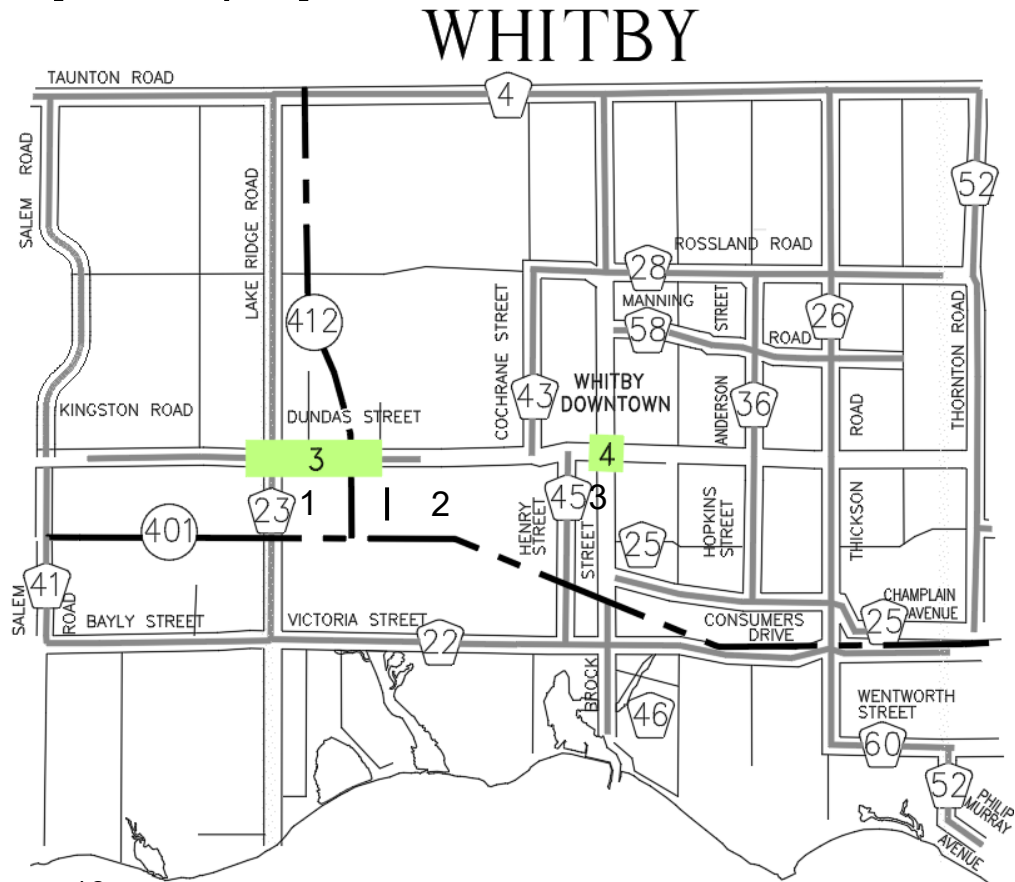 WHITBY
TAUNTON ROAD
4
SALEM ROAD
LAKE RIDGE ROAD
52
ROSSLAND ROAD
28
COCHRANE STREET
MANNING
STREET
58
ROAD
26
412
THORNTON ROAD
KINGSTON ROAD
DUNDAS STREET
43
WHITBY
DOWNTOWN
ANDERSON
36
ROAD
3
4
23
1
2
45
3
401
HENRY
STREET
STREET
25
HOPKINS
STREET
THICKSON
41
SALEM
ROAD
BAYLY STREET
VICTORIA STREET
22
CONSUMERS
DRIVE
CHAMPLAIN
AVENUE
25
BROCK
46
WENTWORTH
STREET
60
52
PHILIP
MURRAY
AVENUE